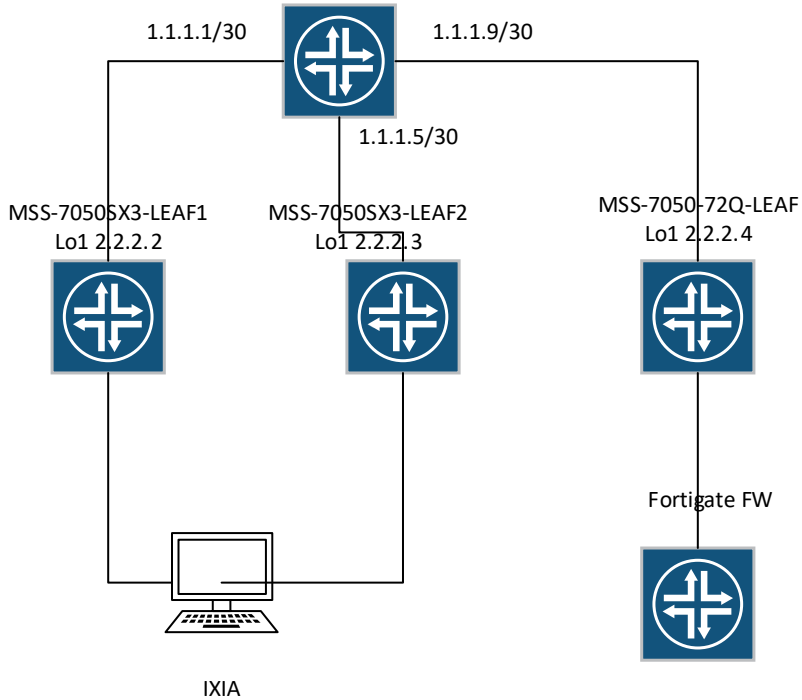 1.1.1.1/30
1.1.1.9/30
1.1.1.5/30
MSS-7050SX3-LEAF1
Lo1 2.2.2.2
MSS-7050SX3-LEAF2
Lo1 2.2.2.3
MSS-7050-72Q-LEAF
Lo1 2.2.2.4
Fortigate FW
IXIA